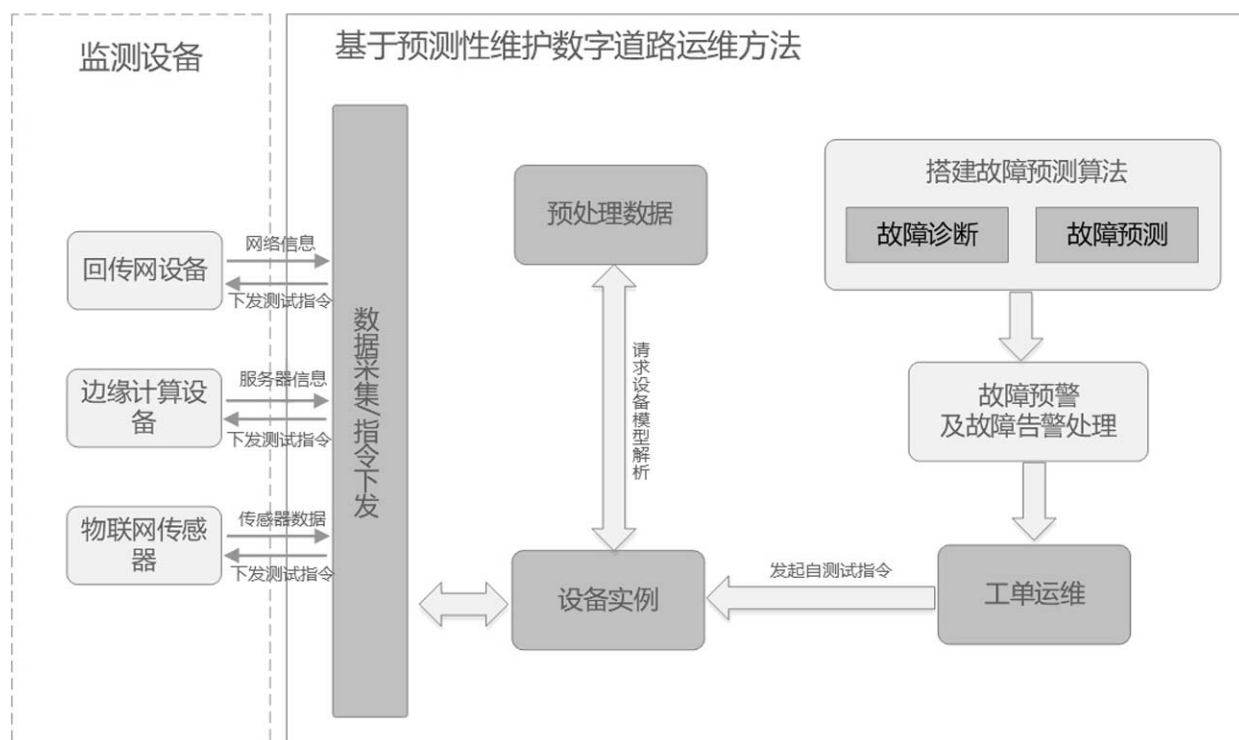 监测设备
基于预测性维护数字道路运维方法
回传网设备
网络信息
下发测试指令
边缘计算设
备
服务器信息
下发测试指令
物联网传感
器
传感器数据
下发测试指令
数据采集/指令下发
预处理数据
请求设备模型解析
设备实例
搭建故障预测算法
故障诊断
故障预测
故障预警
及故障告警处理
工单运维
发起自测试指令